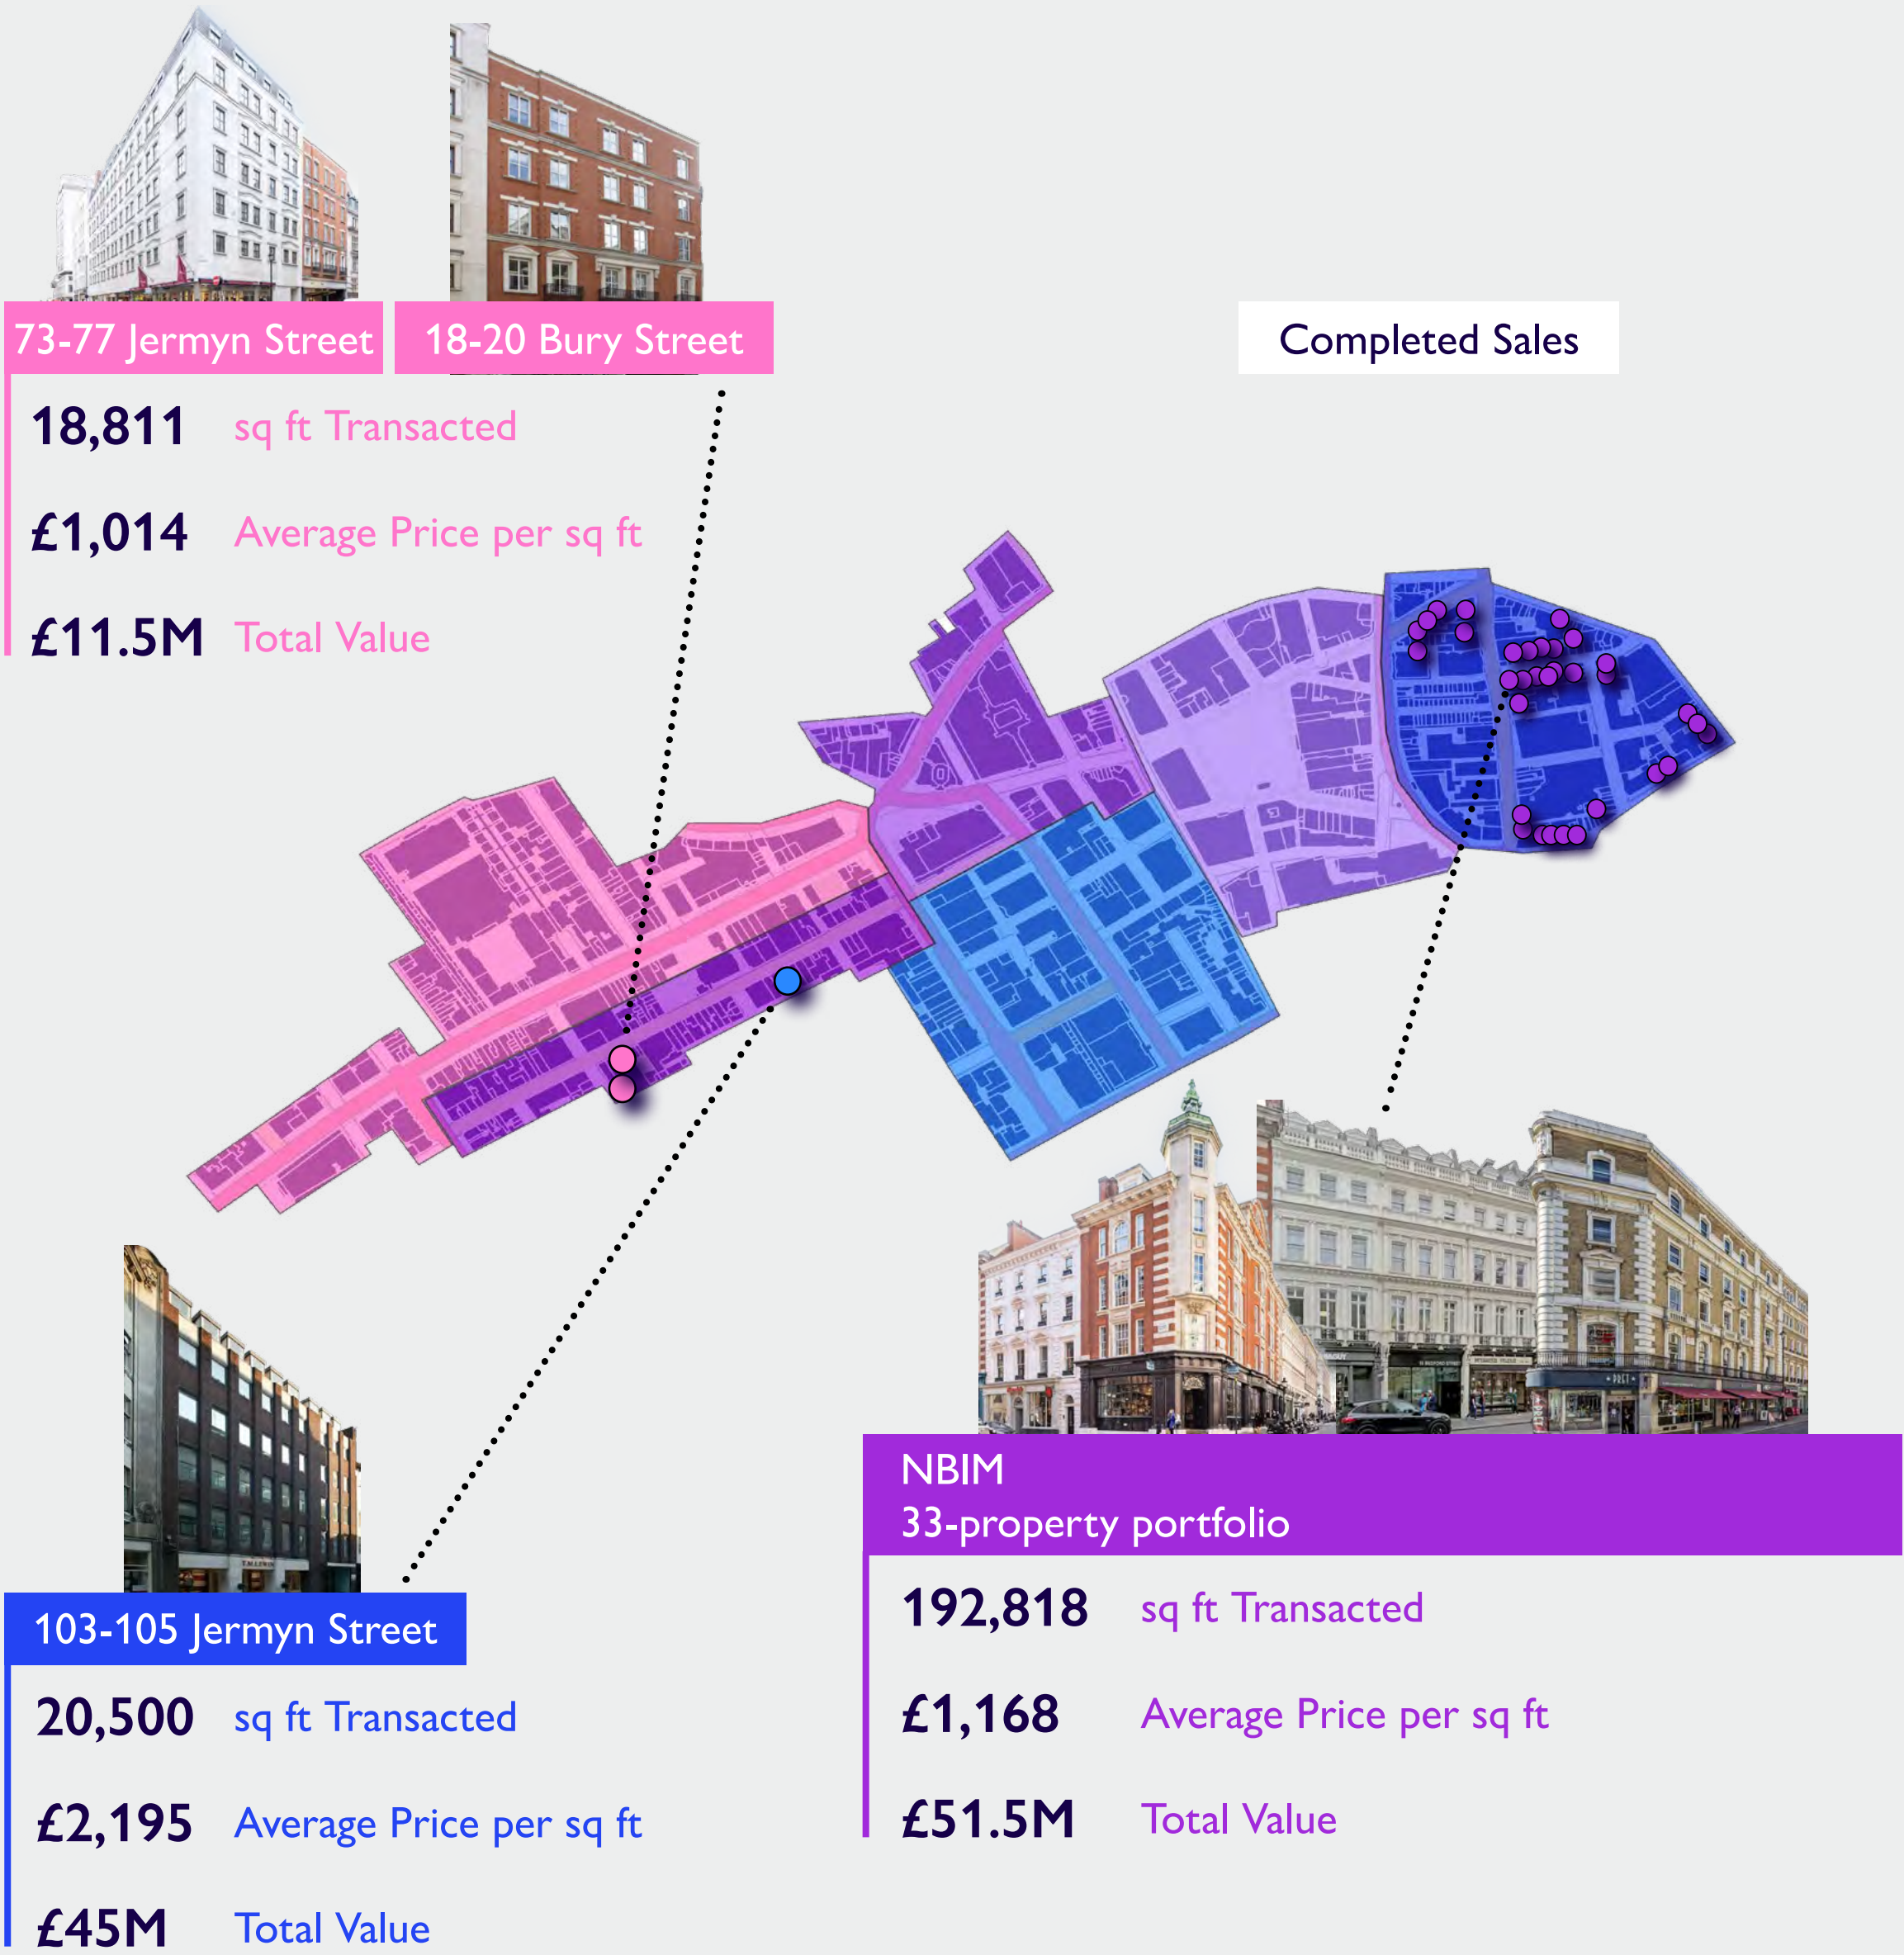 73-77 Jermyn Street
18-20 Bury Street
Completed Sales
18,811 sq ft Transacted
£1,014 Average Price per sq ft
£11.5M Total Value
PRET
NBIM
33-property portfolio
192,818 sq ft Transacted
£1,168 Average Price per sq ft
£51.5M Total Value
103-105 Jermyn Street
20,500 sq ft Transacted
£2,195 Average Price per sq ft
£45M Total Value